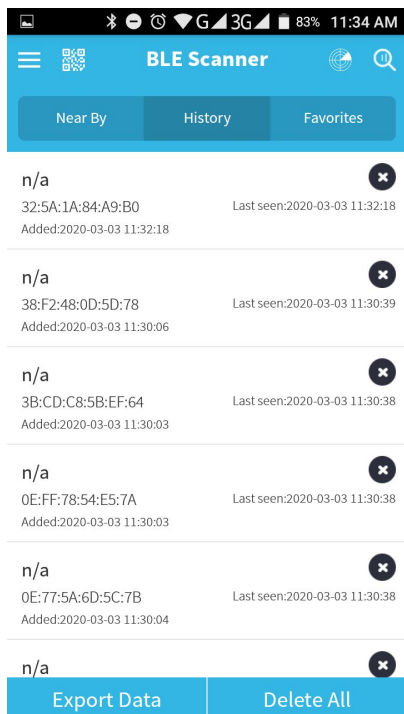 G 3G 83% 11:34 AM
BLE Scanner
Near By History Favorites
n/a
32:5A:1A:84:A9:B0 Last seen:2020-03-03 11:32:18
Added:2020-03-03 11:32:18
n/a
38:F2:48:0D:5D:78 Last seen:2020-03-03 11:30:39
Added:2020-03-03 11:30:06
n/a
3B:CD:C8:5B:EF:64 Last seen:2020-03-03 11:30:38
Added:2020-03-03 11:30:03
n/a
0E:FF:78:54:E5:7A Last seen:2020-03-03 11:30:38
Added:2020-03-03 11:30:03
n/a
0E:77:5A:6D:5C:7B Last seen:2020-03-03 11:30:38
Added:2020-03-03 11:30:04
n/a
Export Data Delete All